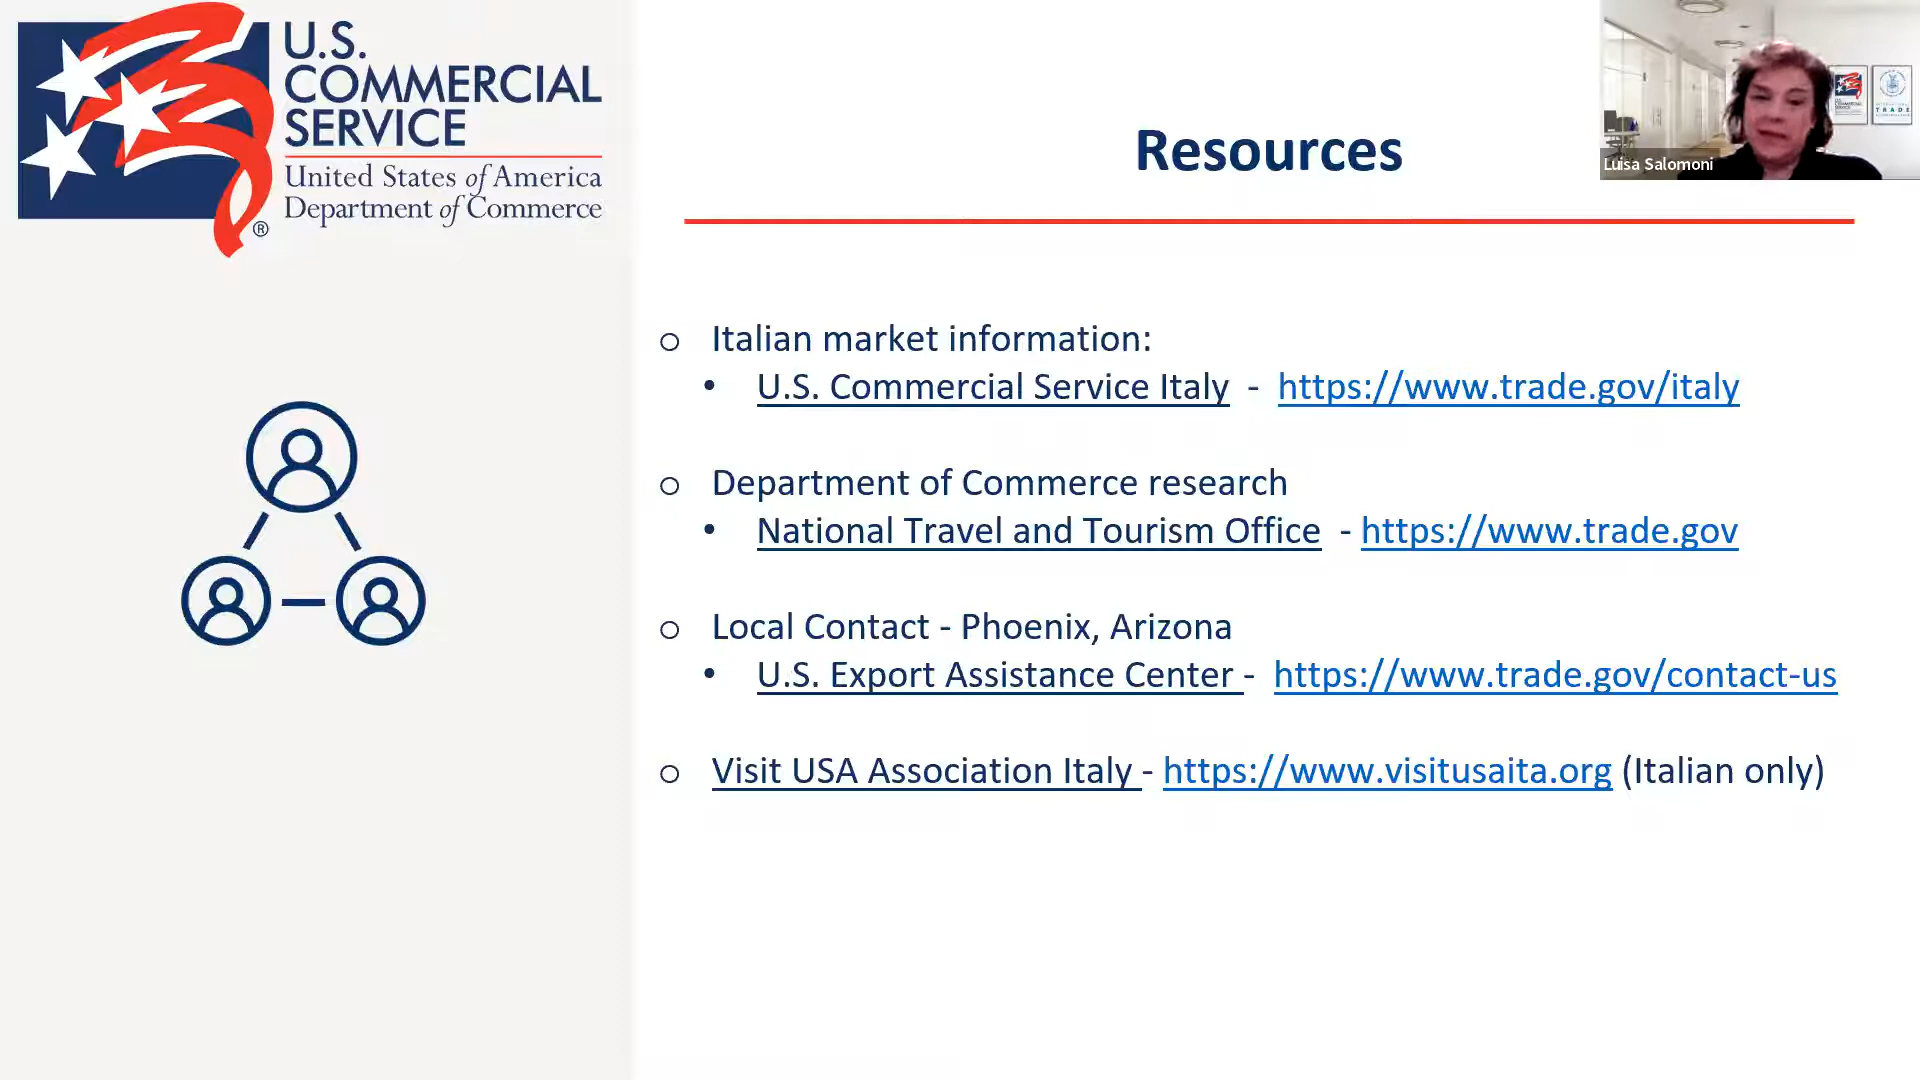 U.S.
COMMERCIAL
SERVICE
United States of America
Department of Commerce
®
Resources
Luisa Salomoni
TRADE
o Italian market information:
• U.S. Commercial Service Italy - https://www.trade.gov/italy
o Department of Commerce research
• National Travel and Tourism Office - https://www.trade.gov
o Local Contact - Phoenix, Arizona
• U.S. Export Assistance Center - https://www.trade.gov/contact-us
o Visit USA Association Italy - https://www.visitusaita.org (Italian only)